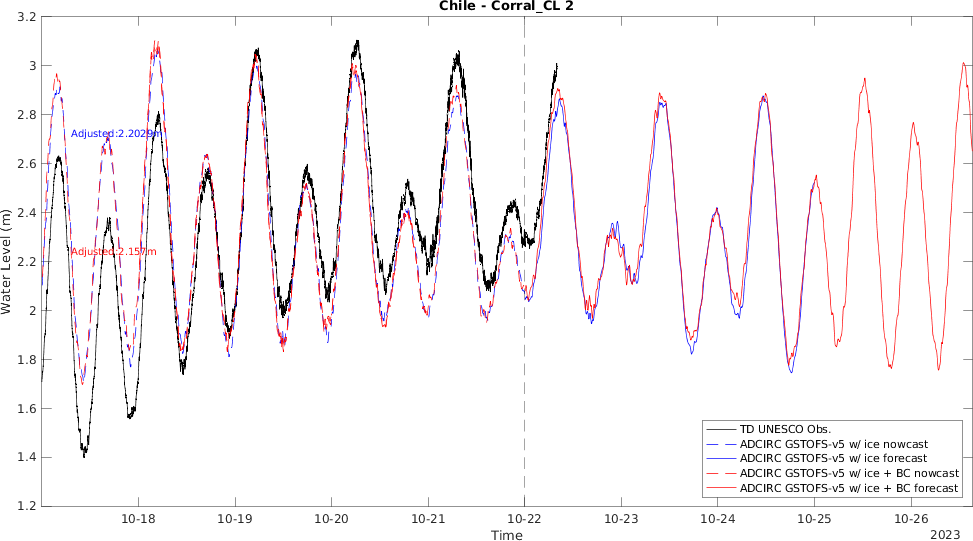 Chile - Corral_CL 2
Water Level (m)
3.2
3
2.8
2.6
2.4
2.2
2
1.8
1.6
1.4
1.2
Adjusted:2.2029m
Adjusted:2.157m
TD UNESCO Obs.
ADCIRC GSTOFS-v5 w/ ice nowcast
ADCIRC GSTOFS-v5 w/ ice forecast
ADCIRC GSTOFS-v5 w/ ice + BC nowcast
ADCIRC GSTOFS-v5 w/ ice + BC forecast
10-18 10-19 10-20 10-21 10-22 10-23 10-24 10-25 10-26
Time
2023